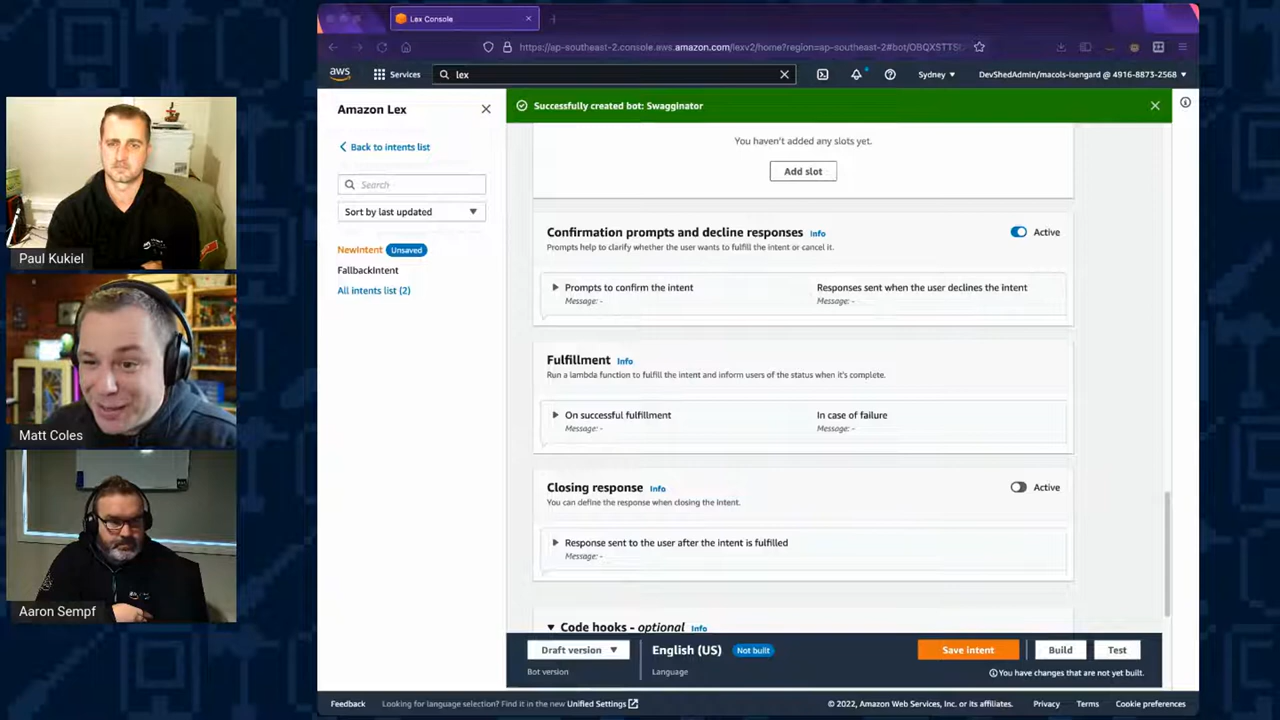 Lex Console
https://ap-southeast-2.console.aws.amazon.com/lexv2/home?region=ap-southeast-2#bot/OBQXSTTS
aws
Services
lex
Sydney
DevShedAdmin/macols-isengard @ 4916-8873-2568
Amazon Lex
Back to intents list
Search
Sort by last updated
NewIntent Unsaved
FallbackIntent
All intents list (2)
Successfully created bot: Swagginator
You haven't added any slots yet.
Add slot
Confirmation prompts and decline responses Info
Active
Prompts help to clarify whether the user wants to fulfill the intent or cancel it.
Prompts to confirm the intent
Message: -
Responses sent when the user declines the intent
Message: -
Fulfillment Info
Run a lambda function to fulfill the intent and inform users of the status when it's complete.
On successful fulfillment
Message: -
In case of failure
Message: -
Closing response Info
Active
You can define the response when closing the intent.
Response sent to the user after the intent is fulfilled
Message: -
Code hooks - optional Info
Draft version
Bot version
English (US) Not built
Language
Save intent
Build
Test
You have changes that are not yet built.
Feedback
Looking for language selection? Find it in the new Unified Settings
© 2022, Amazon Web Services, Inc. or its affiliates.
Privacy
Terms
Cookie preferences
Paul Kukiel
Matt Coles
Aaron Sempf